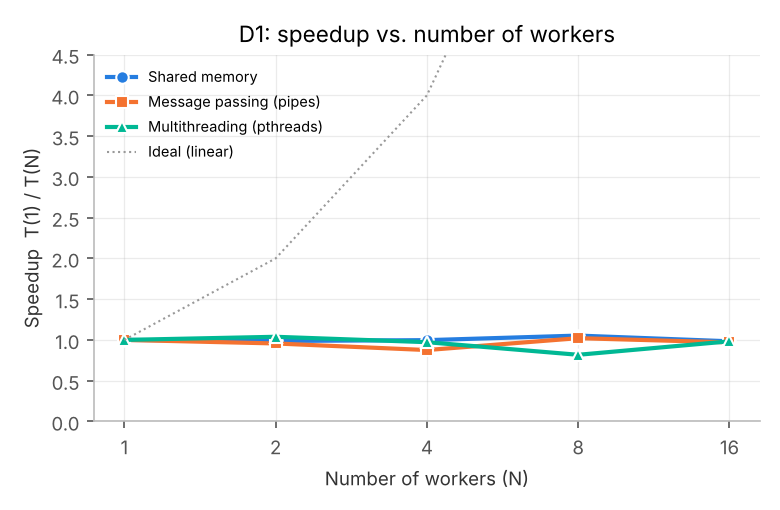 D1: speedup vs. number of workers
Speedup T(1) / T(N)
4.5
4.0
3.5
3.0
2.5
2.0
1.5
1.0
0.5
0.0
Shared memory
Message passing (pipes)
Multithreading (pthreads)
Ideal (linear)
1 2 4 8 16
Number of workers (N)